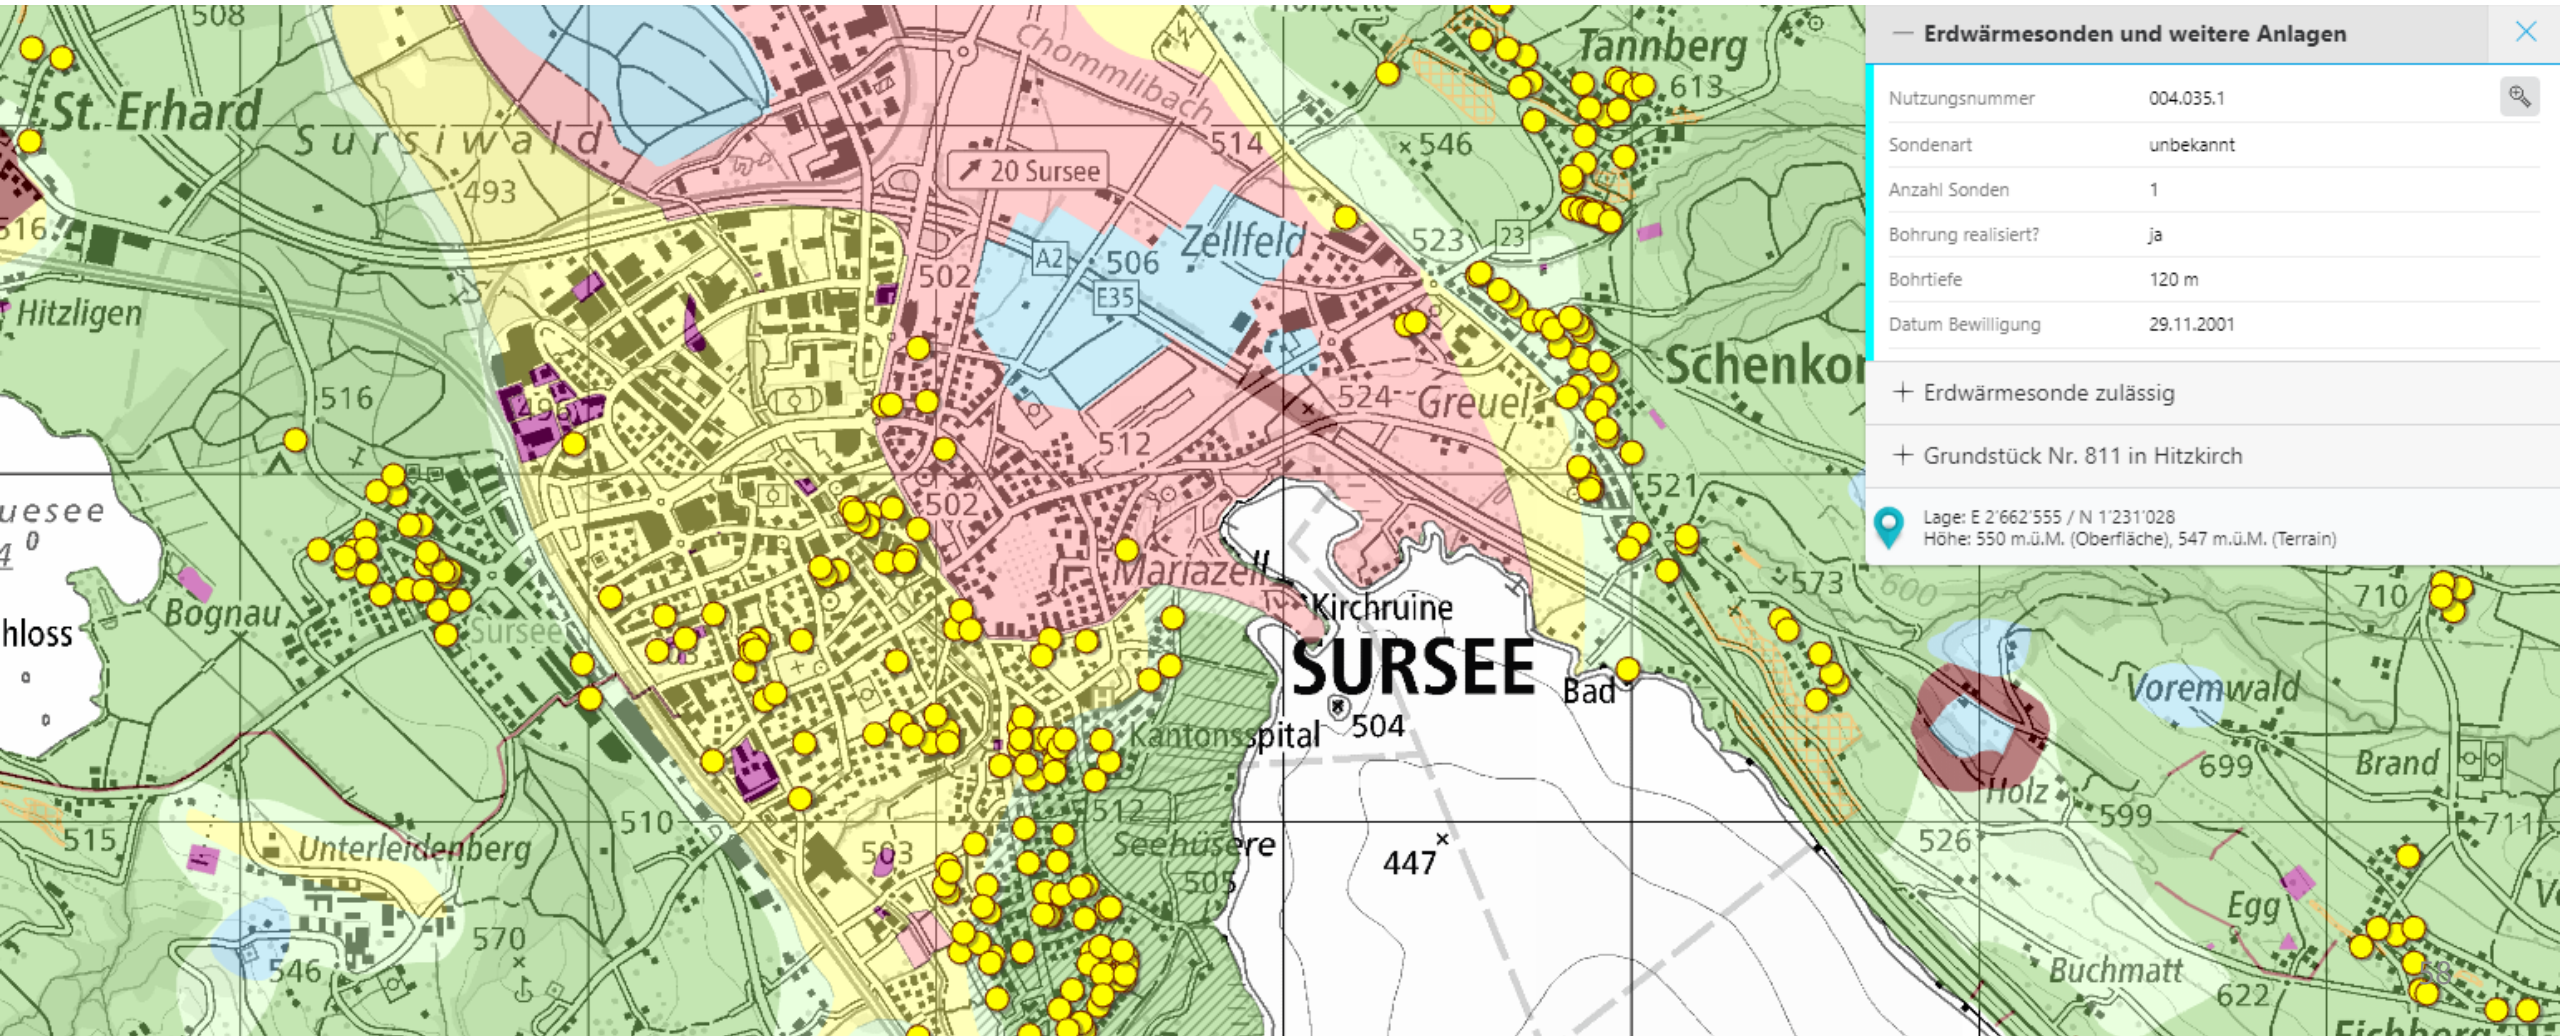 508
Tannberg
613
Chommlibach
St. Erhard
Sursiwald
20 Sursee
514
546
493
516
Hitzligen
502
A2
506
Zellfeld
E35
523
23
Schenkon
516
496
524
Greuel
512
502
521
uesee
4
0
Mariazell
Bognau
Sursee
hloss
Kirchruine
SURSEE
Bad
573
600
710
504
Kantonsspital
Voremwald
699
Brand
Holz
599
711
515
510
Unterleidenberg
503
512
Seehüsere
505
447
526
Egg
570
546
Buchmatt
622
Erdwärmesonden und weitere Anlagen
Nutzungsnummer 004.035.1
Sondenart unbekannt
Anzahl Sonden 1
Bohrung realisiert? ja
Bohrtiefe 120 m
Datum Bewilligung 29.11.2001
Erdwärmesonde zulässig
Grundstück Nr. 811 in Hitzkirch
Lage: E 2'662'555 / N 1'231'028
Höhe: 550 m.ü.M. (Oberfläche), 547 m.ü.M. (Terrain)